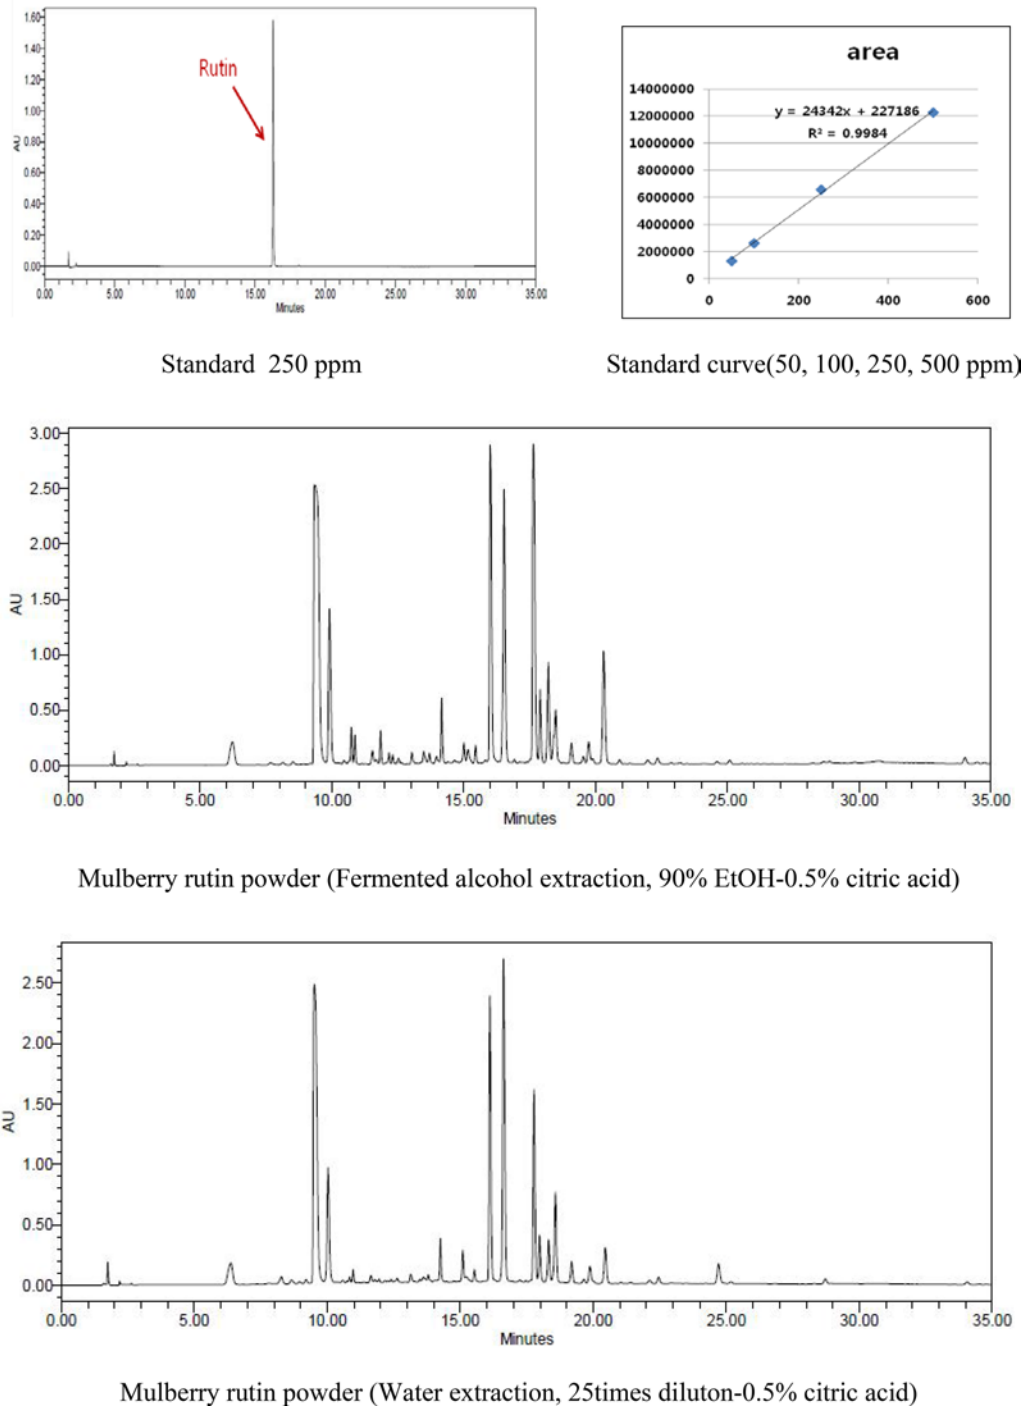 1.60
1.40
1.20
1.00
0.80
0.60
0.40
0.20
0.00
AU
Rutin
0.00 5.00 10.00 15.00 20.00 25.00 30.00 35.00
Minutes
area
14000000
12000000
10000000
8000000
6000000
4000000
2000000
0
y = 24342x + 227186
R² = 0.9984
0 200 400 600
Standard 250 ppm
Standard curve(50, 100, 250, 500 ppm)
3.00
2.50
2.00
1.50
1.00
0.50
0.00
AU
0.00 5.00 10.00 15.00 20.00 25.00 30.00 35.00
Minutes
Mulberry rutin powder (Fermented alcohol extraction, 90% EtOH-0.5% citric acid)
2.50
2.00
1.50
1.00
0.50
0.00
AU
0.00 5.00 10.00 15.00 20.00 25.00 30.00 35.00
Minutes
Mulberry rutin powder (Water extraction, 25times diluton-0.5% citric acid)